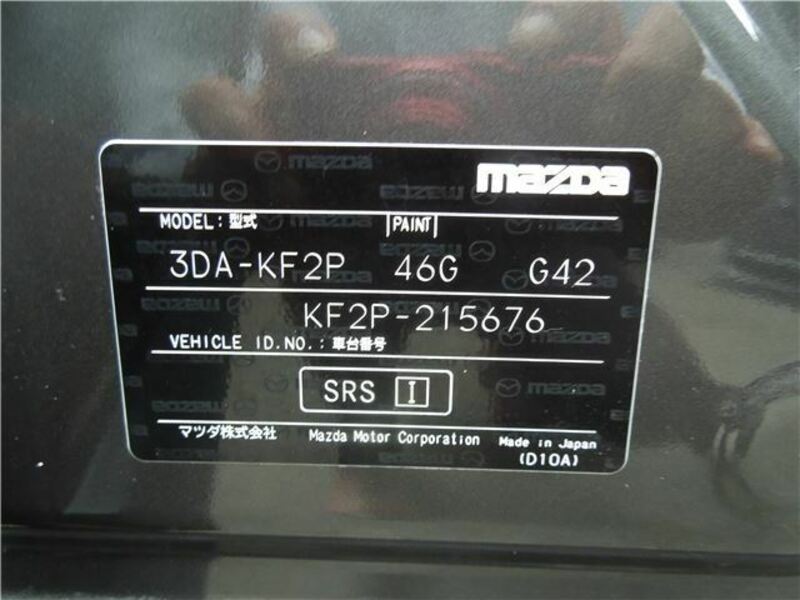 mazda
MODEL:型式 PAINT
3DA-KF2P 46G G42
KF2P-215676
VEHICLE ID.NO.:車台番号
SRS I
マツダ株式会社 Mazda Motor Corporation Made in Japan
(D10A)